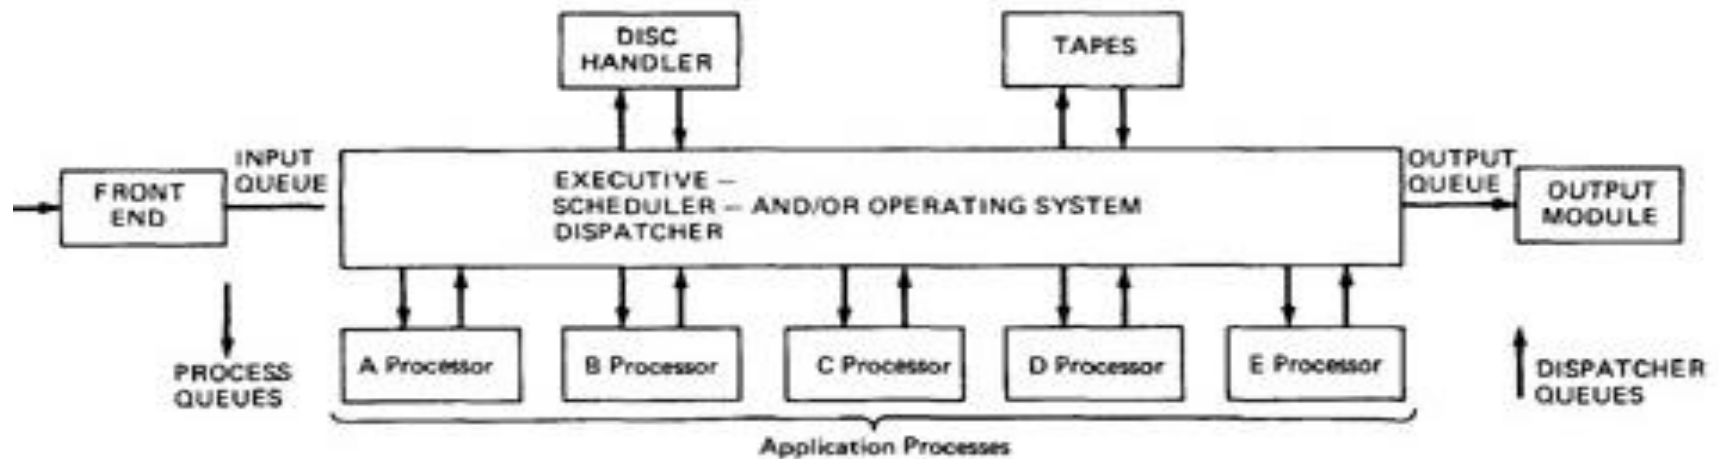 DISC
HANDLER
TAPES
INPUT
QUEUE
FRONT
END
EXECUTIVE –
SCHEDULER – AND/OR OPERATING SYSTEM
DISPATCHER
OUTPUT
QUEUE
OUTPUT
MODULE
PROCESS
QUEUES
A Processor
B Processor
C Processor
D Processor
E Processor
DISPATCHER
QUEUES
Application Processes